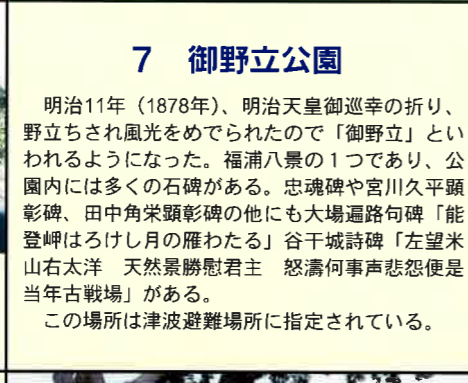 7 御野立公園
明治11年（1878年）、明治天皇御巡幸の折り、
野立ちされ風光をめでられたので「御野立」とい
われるようになった。福浦八景の１つであり、公
園内には多くの石碑がある。忠魂碑や宮川久平顕
彰碑、田中角栄顕彰碑の他にも大場遍路句碑「能
登岬はろけし月の雁わたる」谷干城詩碑「左望米
山右太洋　天然景勝慰君主　怒濤何事声悲怨便是
当年古戦場」がある。
この場所は津波避難場所に指定されている。